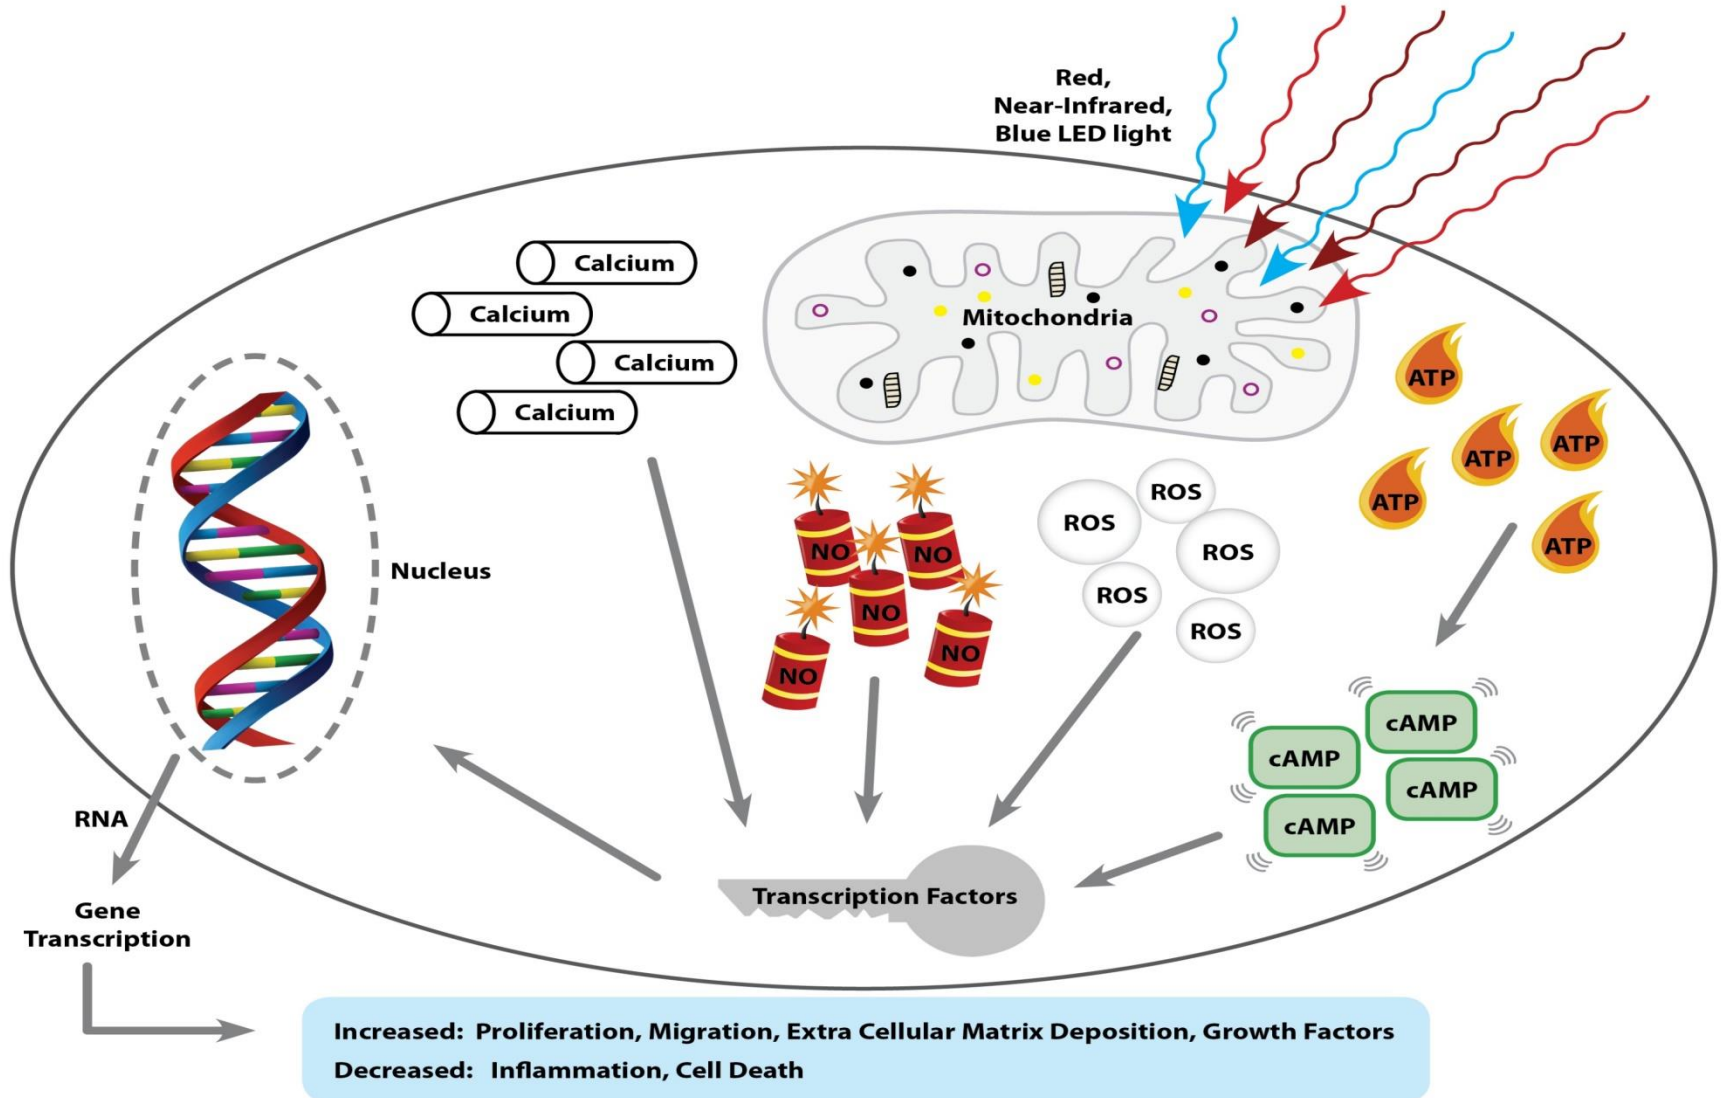 Red,
Near-Infrared,
Blue LED light
Calcium
Calcium
Calcium
Calcium
Mitochondria
ATP
ATP
ATP
ATP
ATP
Nucleus
NO
NO
NO
NO
NO
ROS
ROS
ROS
ROS
ROS
cAMP
cAMP
cAMP
cAMP
RNA
Transcription Factors
Gene
Transcription
Increased: Proliferation, Migration, Extra Cellular Matrix Deposition, Growth Factors
Decreased: Inflammation, Cell Death